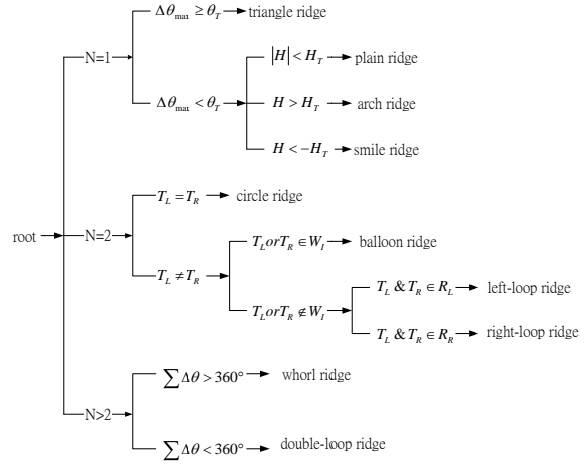 Δθmax ≥ θT triangle ridge
N=1
|H| < HT plain ridge
Δθmax < θT H > HT arch ridge
H < −HT smile ridge
TL = TR circle ridge
root N=2
TL or TR ∈ WI balloon ridge
TL ≠ TR
TL & TR ∈ RL left-loop ridge
TL or TR ∉ WI
TL & TR ∈ RR right-loop ridge
∑ Δθ > 360° whorl ridge
N>2
∑ Δθ < 360° double-loop ridge